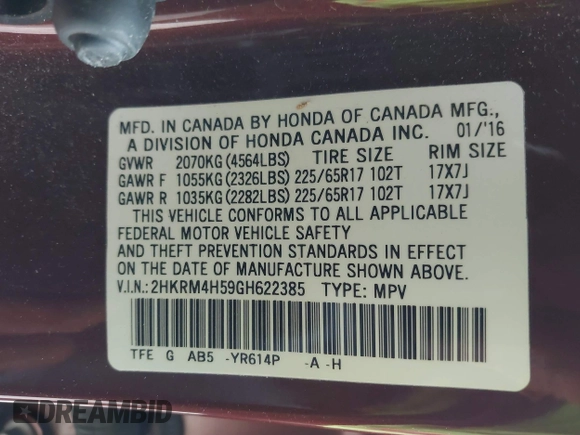 MFD. IN CANADA BY HONDA OF CANADA MFG.,
A DIVISION OF HONDA CANADA INC. 01/'16
GVWR 2070KG(4564LBS) TIRE SIZE RIM SIZE
GAWR F 1055KG(2326LBS) 225/65R17 102T 17X7J
GAWR R 1035KG(2282LBS) 225/65R17 102T 17X7J
THIS VEHICLE CONFORMS TO ALL APPLICABLE
FEDERAL MOTOR VEHICLE SAFETY
AND THEFT PREVENTION STANDARDS IN EFFECT
ON THE DATE OF MANUFACTURE SHOWN ABOVE.
V.I.N.:2HKRM4H59GH622385 TYPE: MPV
TFE G AB5 -YR614P -A -H
DREAMBID